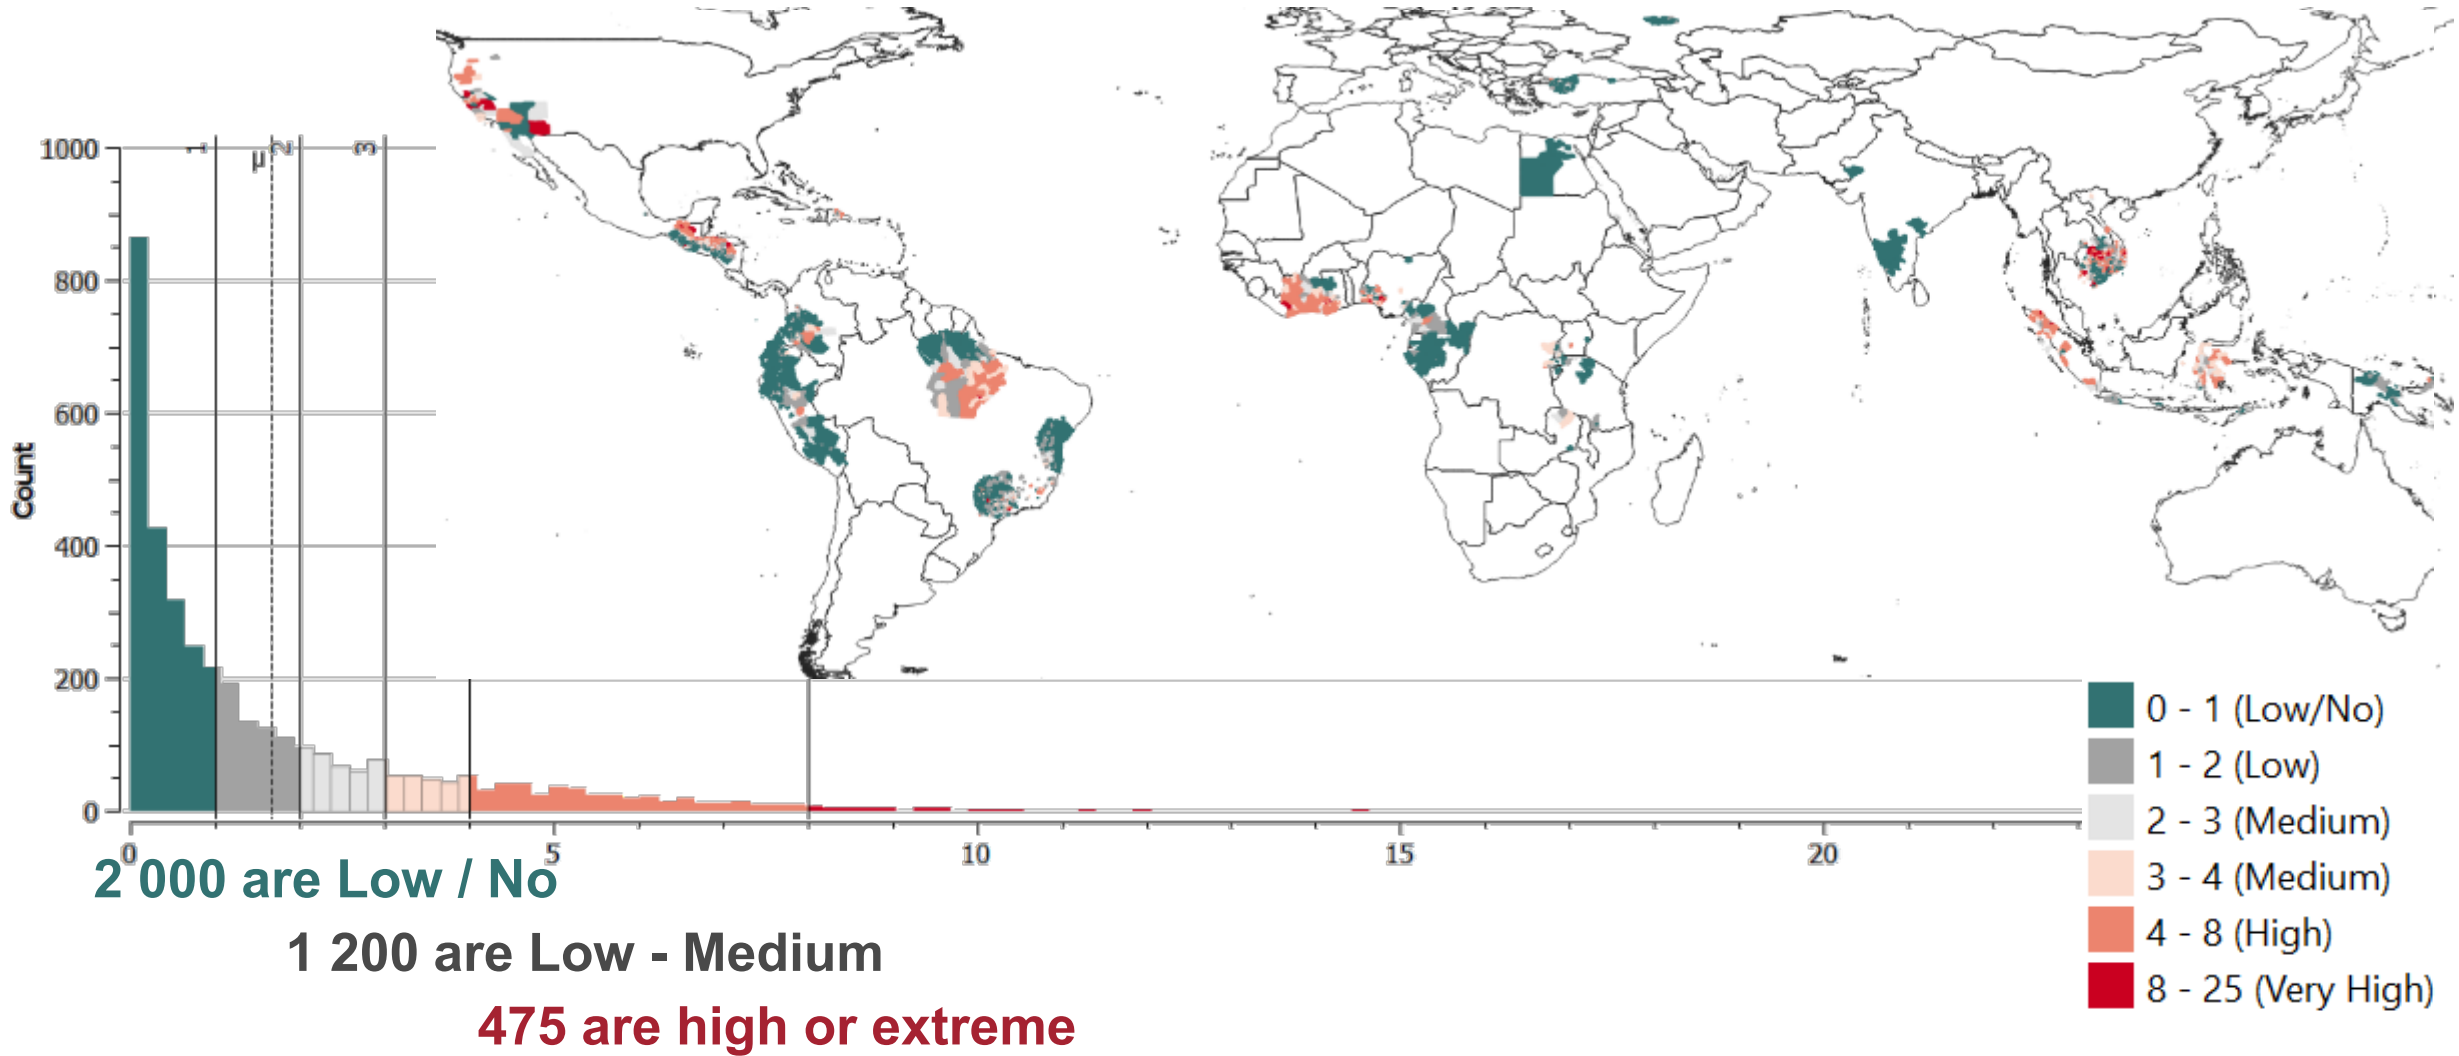 1000
800
600
400
200
0
Count
1
µ
2
3
0
5
10
15
20
0 - 1 (Low/No)
1 - 2 (Low)
2 - 3 (Medium)
3 - 4 (Medium)
4 - 8 (High)
8 - 25 (Very High)
2 000 are Low / No
1 200 are Low - Medium
475 are high or extreme